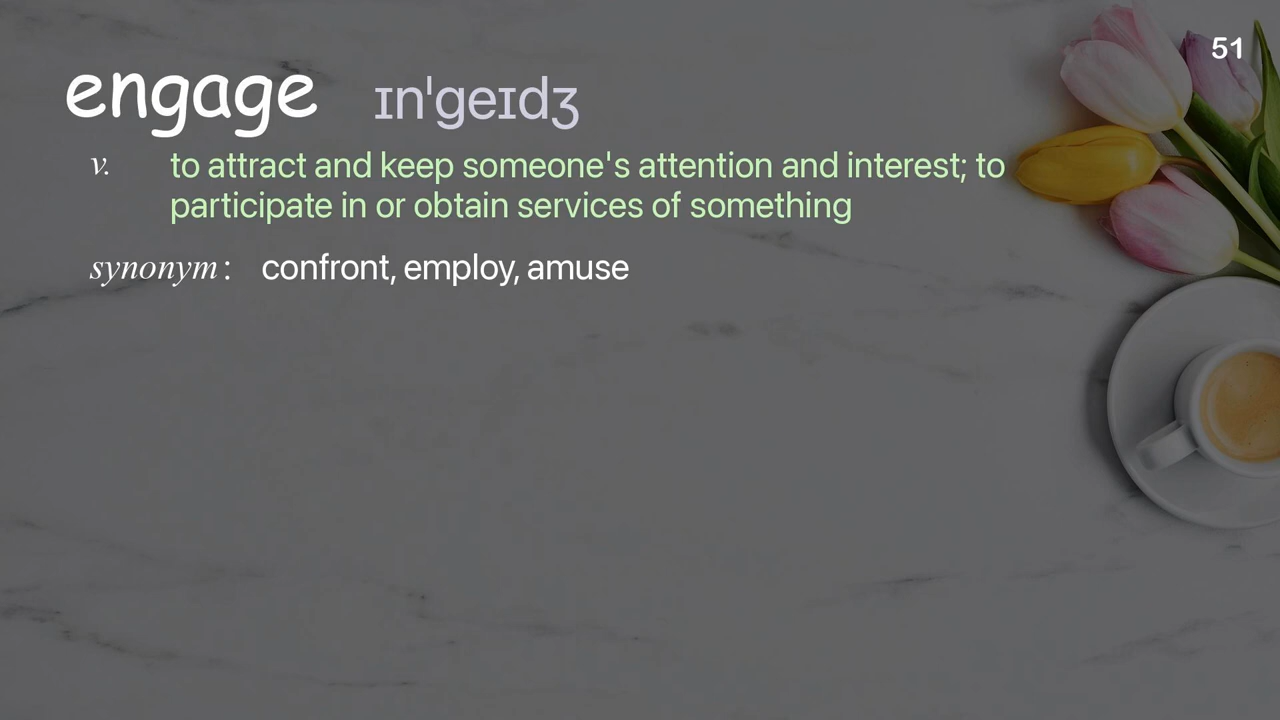 51
engage ɪnˈgeɪdʒ
v. to attract and keep someone's attention and interest; to
participate in or obtain services of something
synonym: confront, employ, amuse